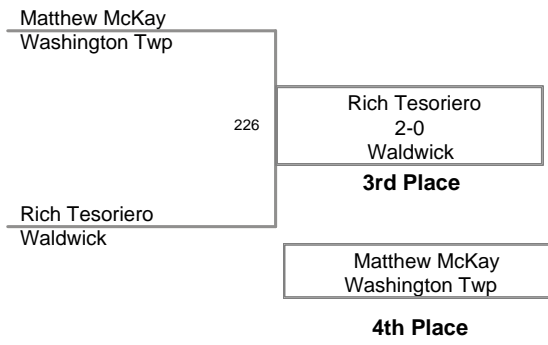 Matthew McKay
Washington Twp
226
Rich Tesoriero
2-0
Waldwick
3rd Place
Rich Tesoriero
Waldwick
Matthew McKay
Washington Twp
4th Place